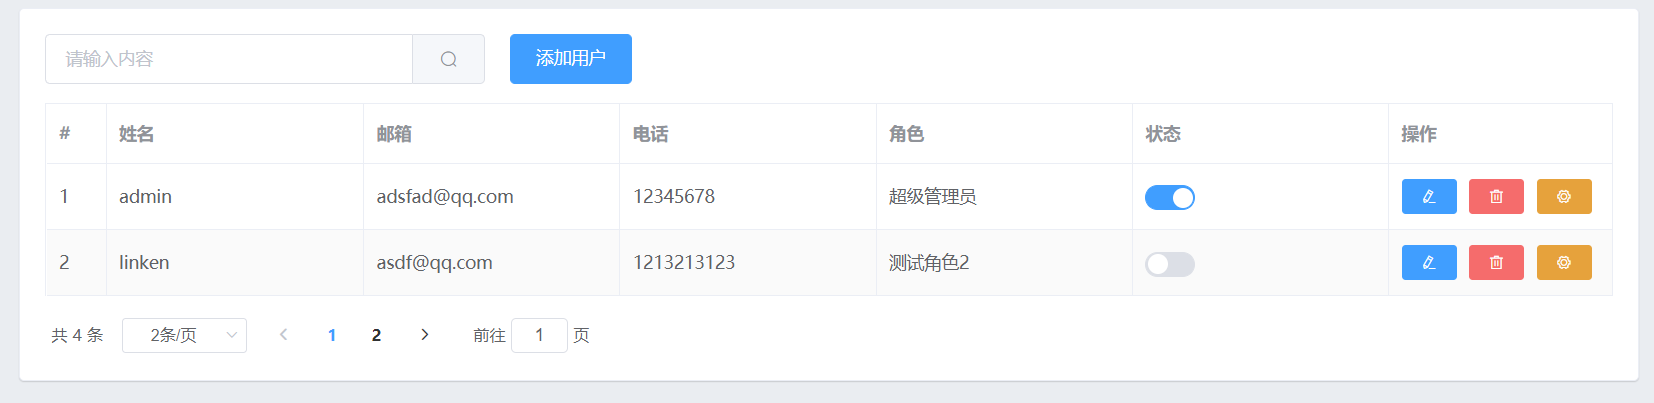 请输入内容 添加用户
# 姓名 邮箱 电话 角色 状态 操作
1 admin adsfad@qq.com 12345678 超级管理员
2 linken asdf@qq.com 1213213123 测试角色2
共 4 条 2条/页 1 2 前往 1 页